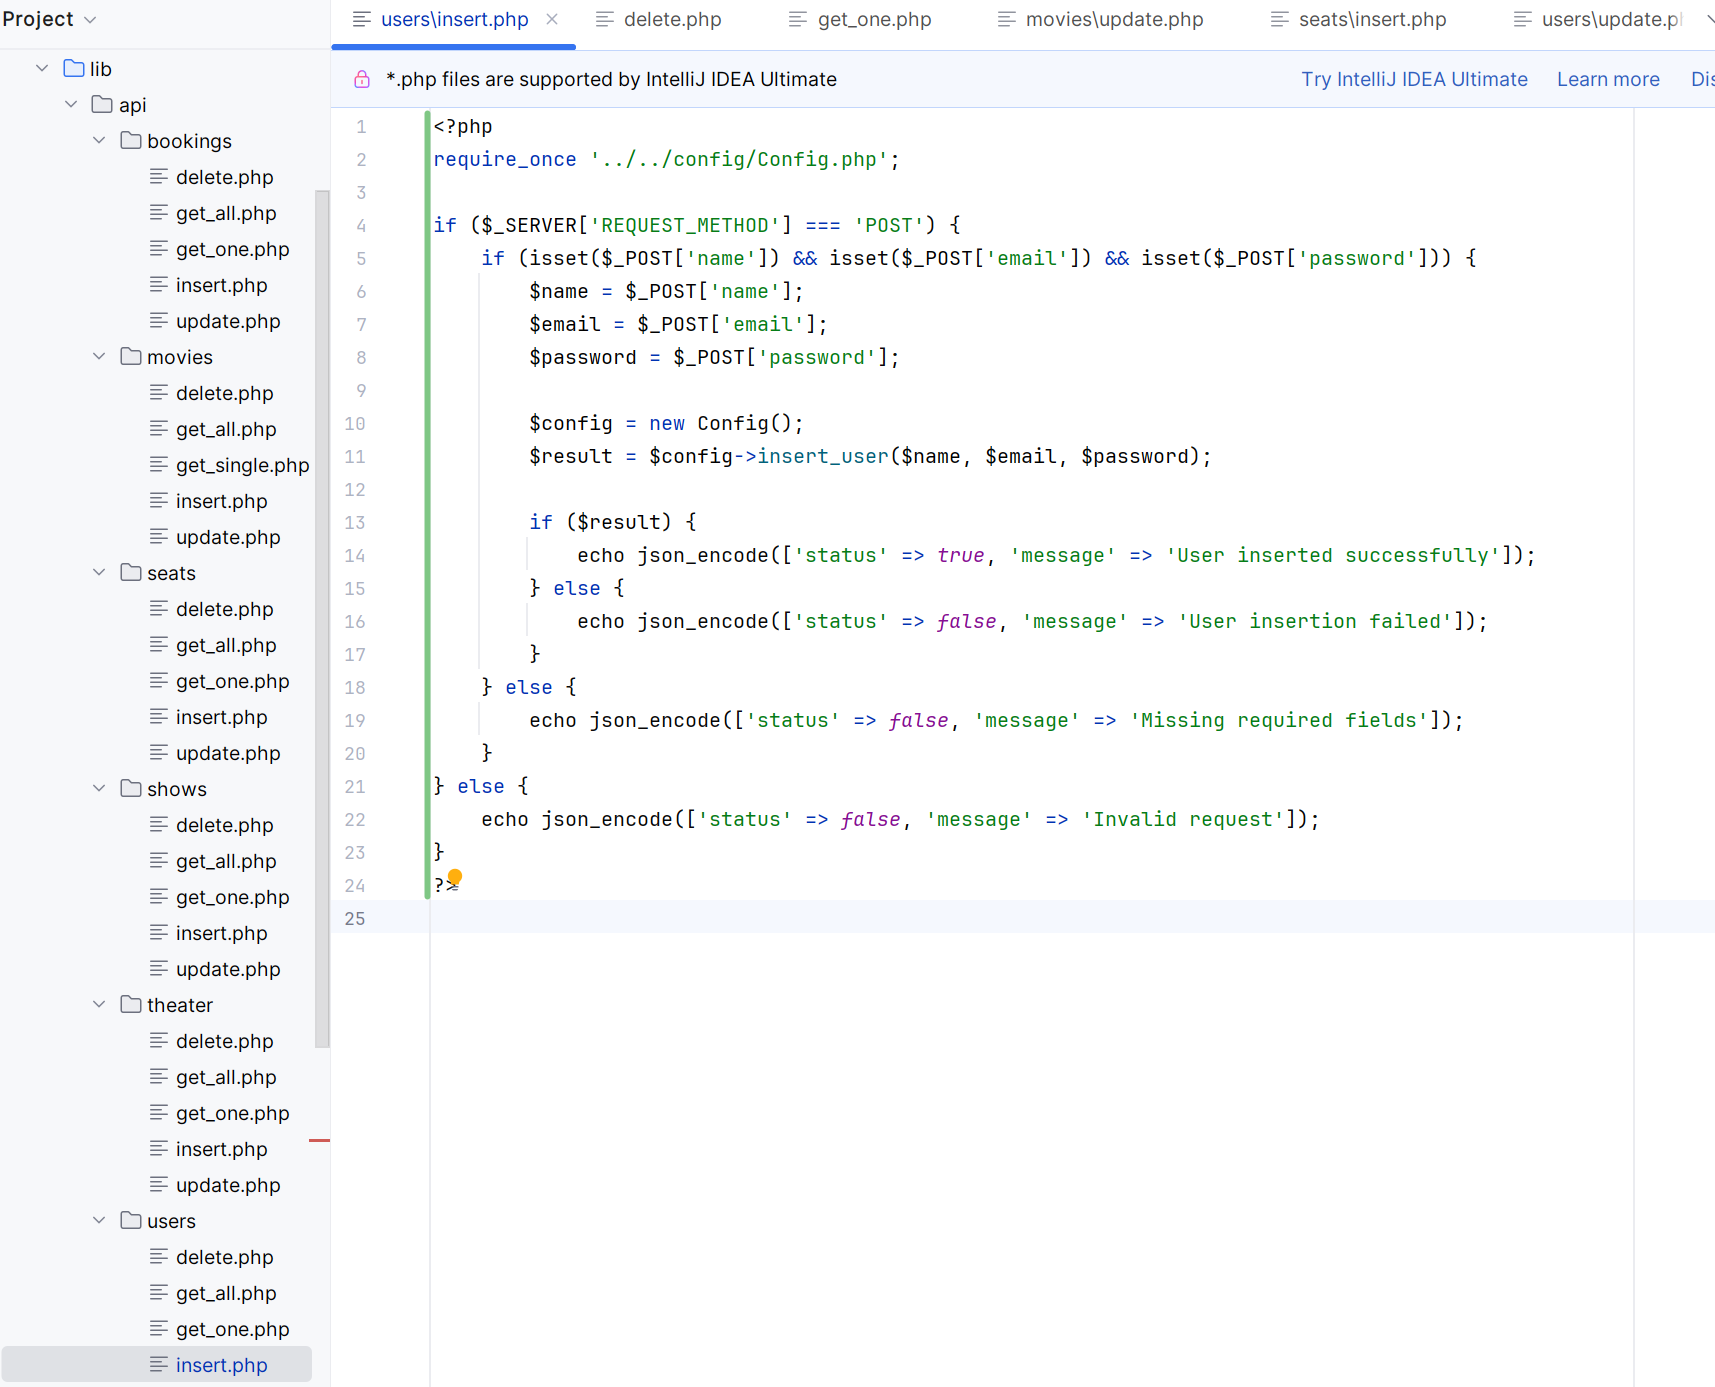 Project
lib
api
bookings
delete.php
get_all.php
get_one.php
insert.php
update.php
movies
delete.php
get_all.php
get_single.php
insert.php
update.php
seats
delete.php
get_all.php
get_one.php
insert.php
update.php
shows
delete.php
get_all.php
get_one.php
insert.php
update.php
theater
delete.php
get_all.php
get_one.php
insert.php
update.php
users
delete.php
get_all.php
get_one.php
insert.php
users\insert.php delete.php get_one.php movies\update.php seats\insert.php users\update.p
*.php files are supported by IntelliJ IDEA Ultimate Try IntelliJ IDEA Ultimate Learn more Dis
1 <?php
2 require_once '../../config/Config.php';
3
4 if ($_SERVER['REQUEST_METHOD'] === 'POST') {
5     if (isset($_POST['name']) && isset($_POST['email']) && isset($_POST['password'])) {
6         $name = $_POST['name'];
7         $email = $_POST['email'];
8         $password = $_POST['password'];
9
10         $config = new Config();
11         $result = $config->insert_user($name, $email, $password);
12
13         if ($result) {
14             echo json_encode(['status' => true, 'message' => 'User inserted successfully']);
15         } else {
16             echo json_encode(['status' => false, 'message' => 'User insertion failed']);
17         }
18     } else {
19         echo json_encode(['status' => false, 'message' => 'Missing required fields']);
20     }
21 } else {
22     echo json_encode(['status' => false, 'message' => 'Invalid request']);
23 }
24 ?>
25